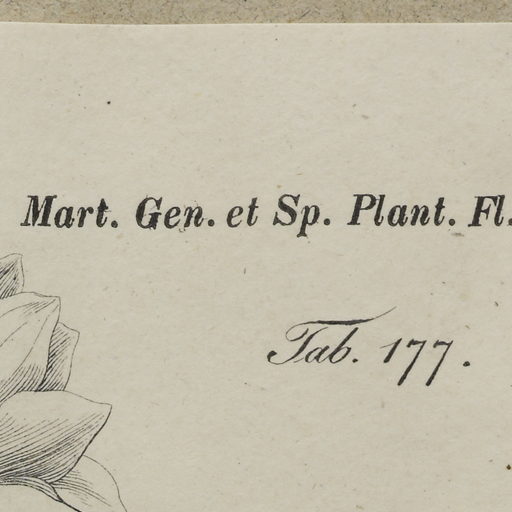 Mart. Gen. et Sp. Plant. Fl.
Tab. 177.